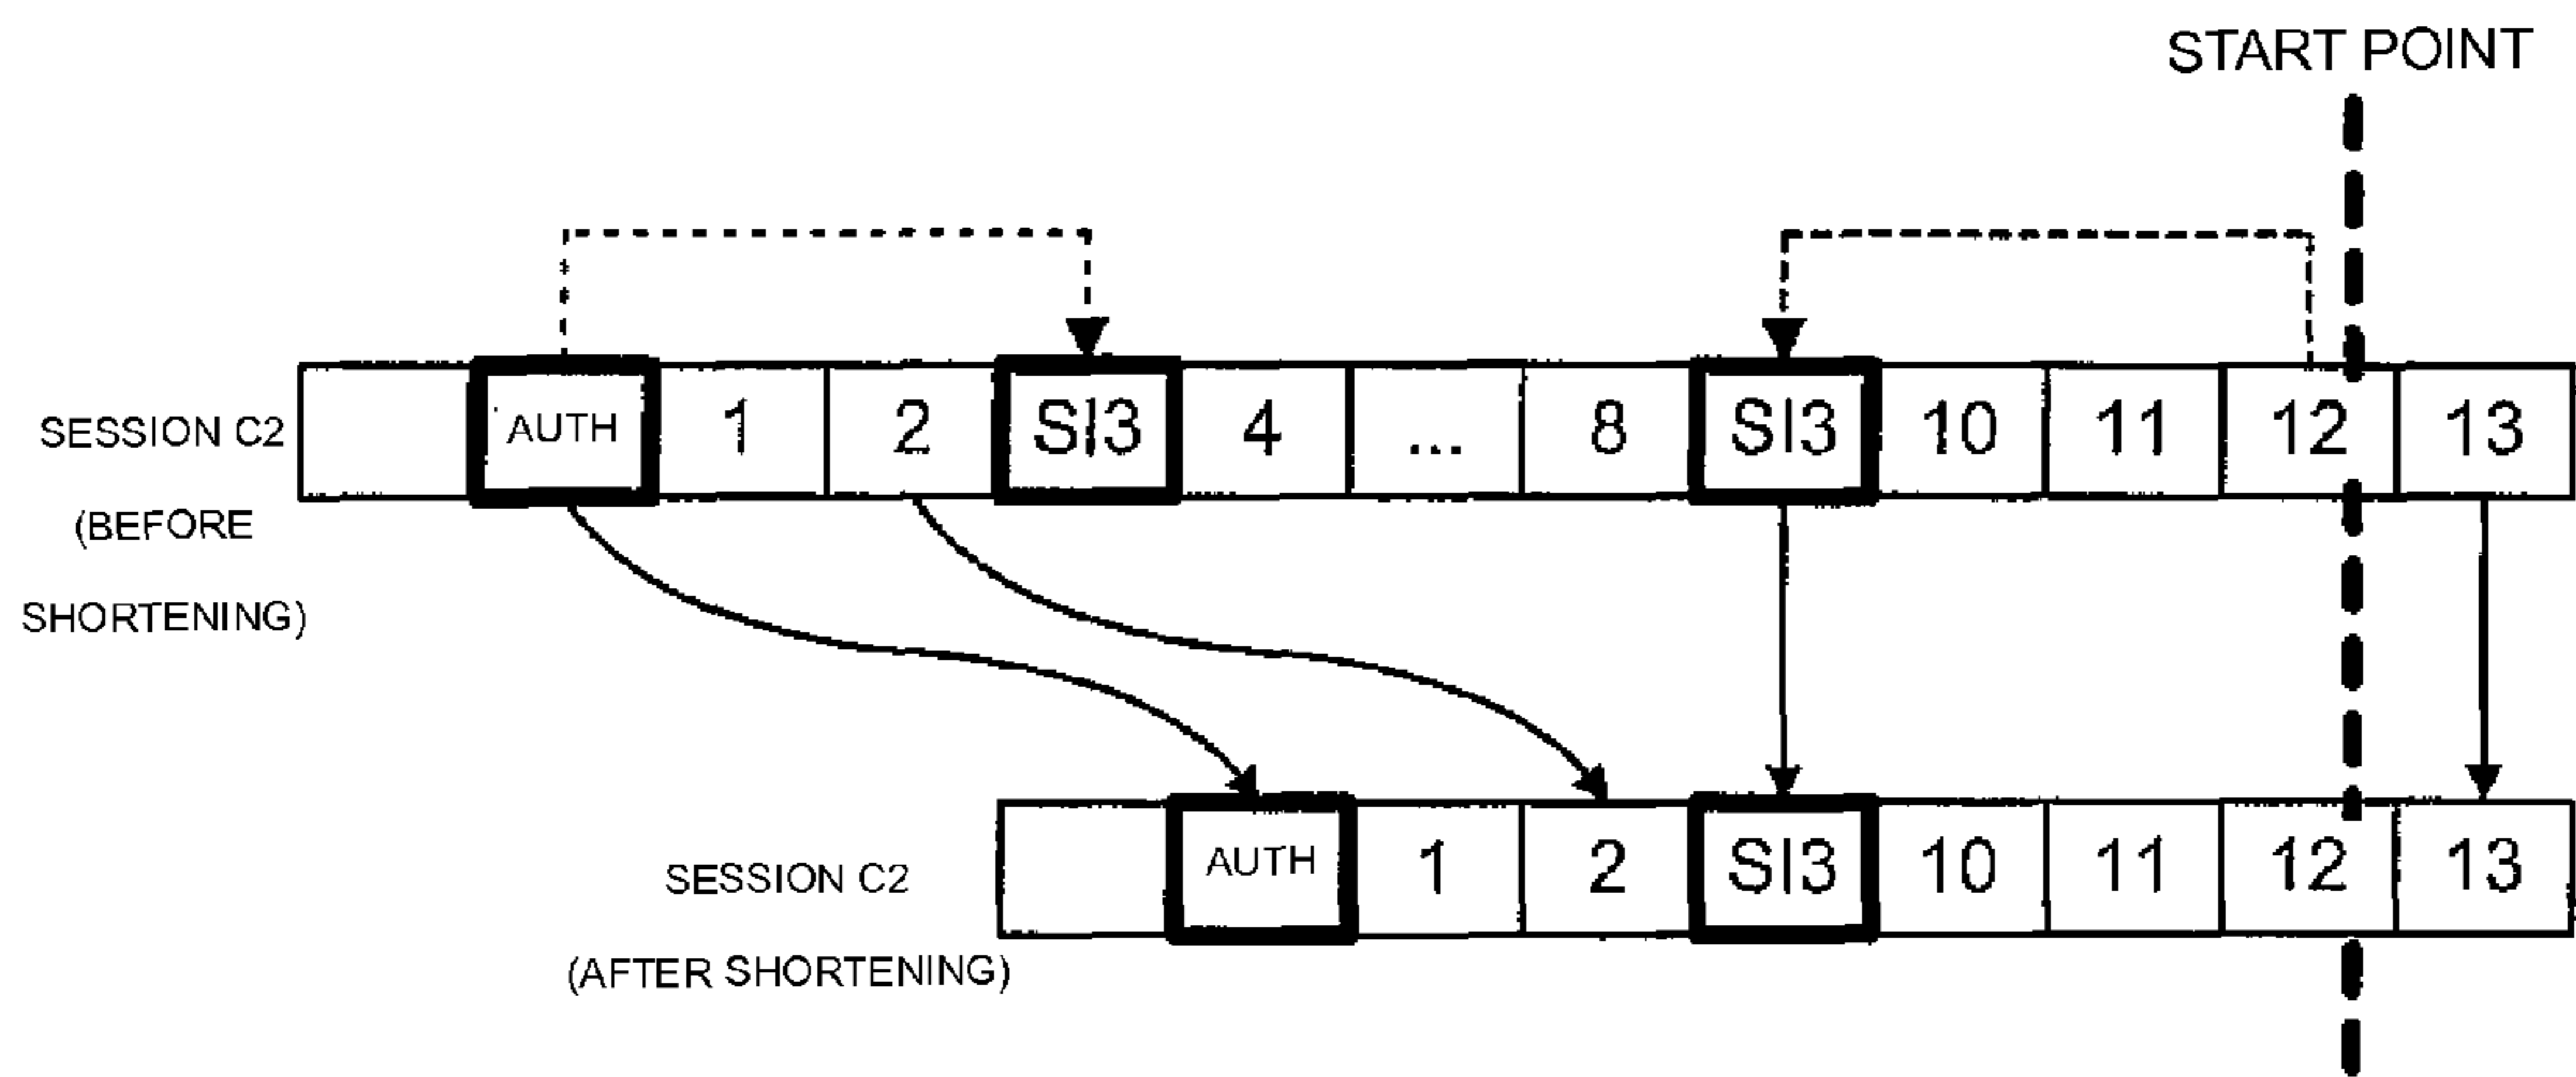 START POINT
SESSION C2
(BEFORE
SHORTENING)
AUTH 1 2 SI3 4 ... 8 SI3 10 11 12 13
SESSION C2
(AFTER SHORTENING)
AUTH 1 2 SI3 10 11 12 13